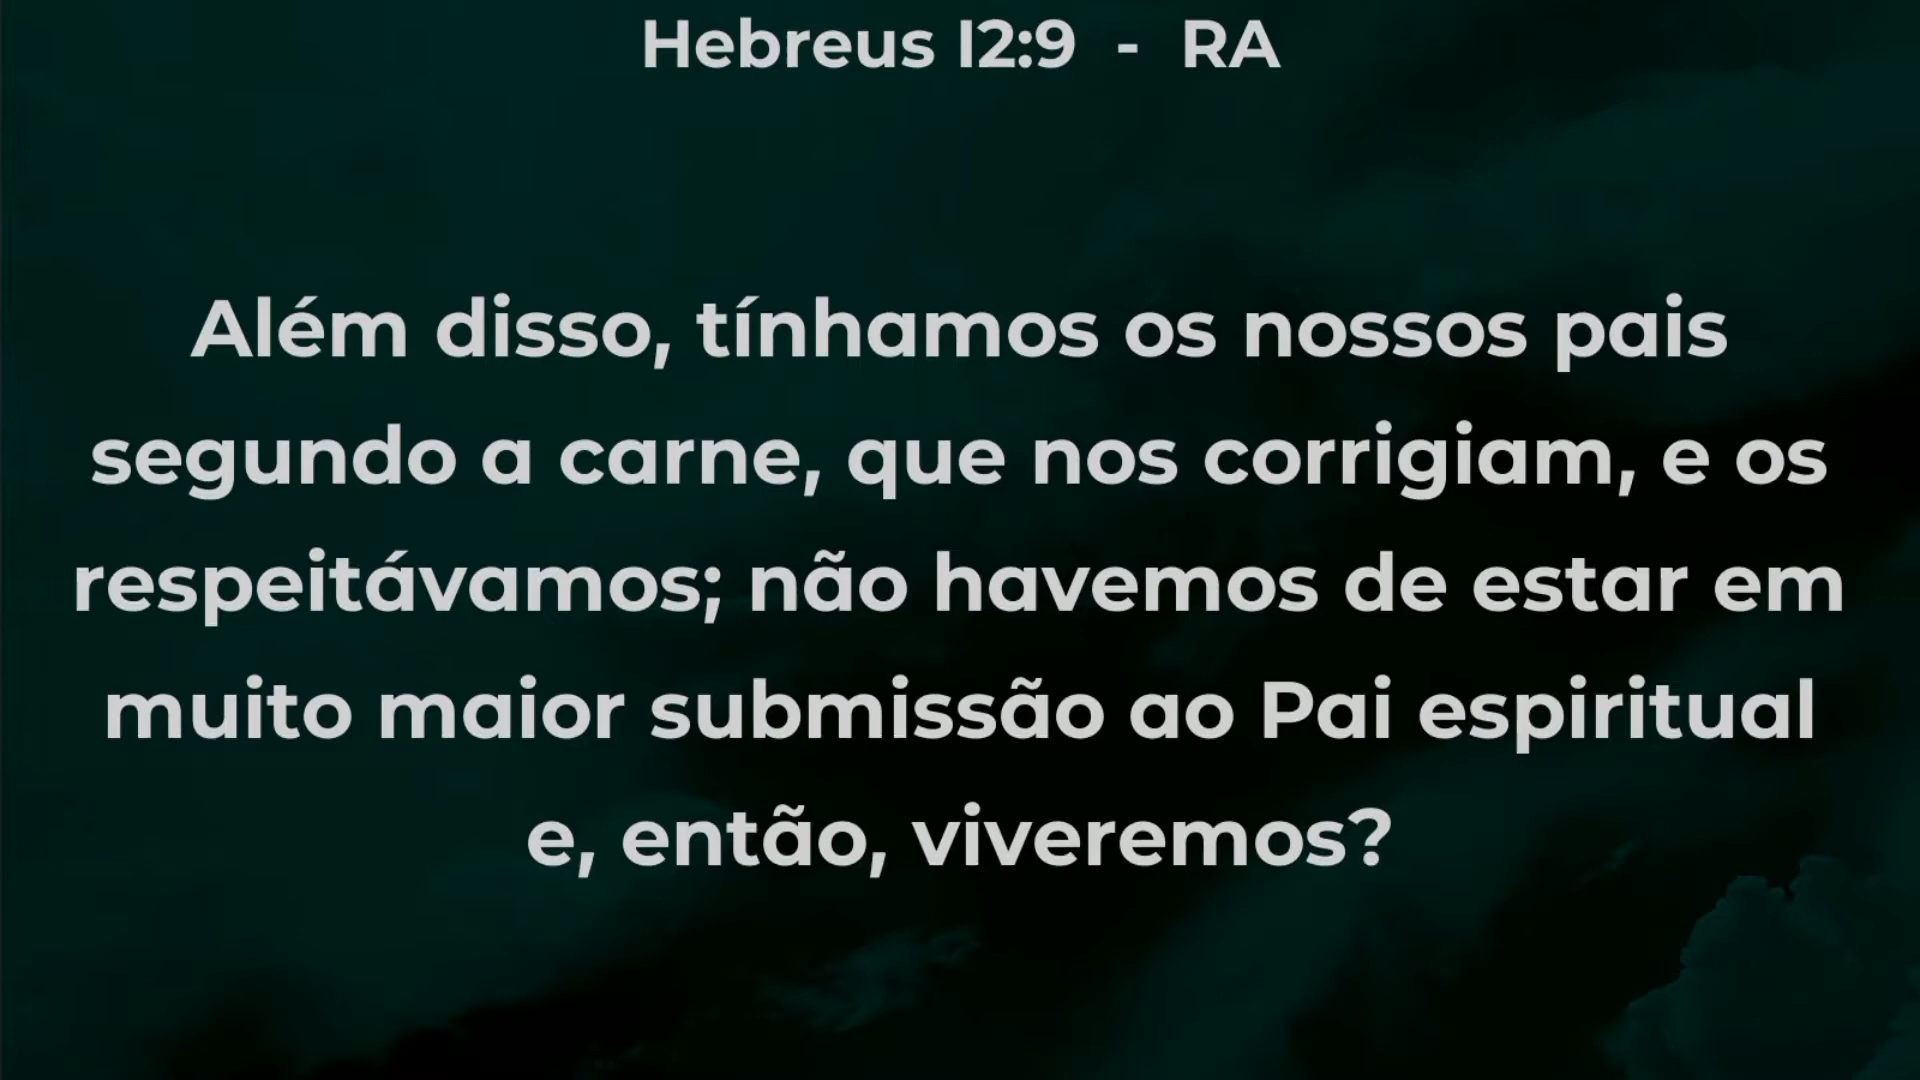 Hebreus 12:9 - RA
Além disso, tínhamos os nossos pais
segundo a carne, que nos corrigiam, e os
respeitávamos; não havemos de estar em
muito maior submissão ao Pai espiritual
e, então, viveremos?